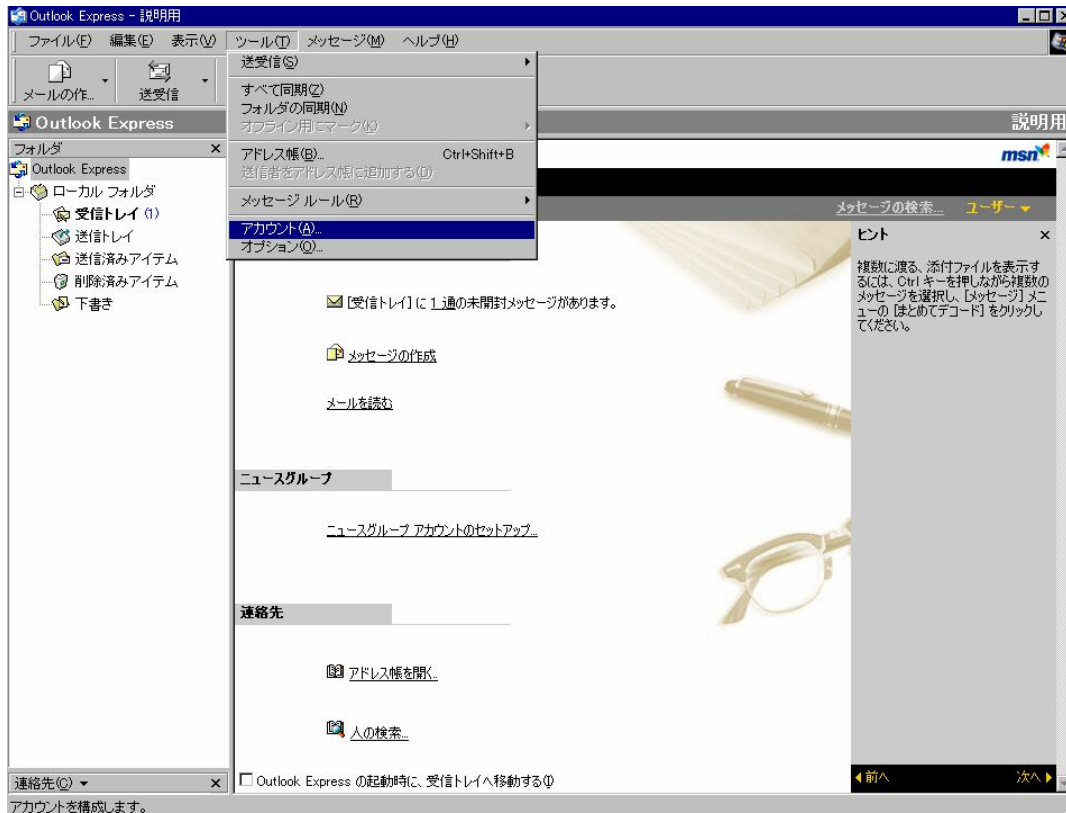 Outlook Express - 説明用
ファイル(F) 編集(E) 表示(V) ツール(T) メッセージ(M) ヘルプ(H)
メールの作... 送受信
送受信(S)
すべて同期(Z)
フォルダの同期(N)
オフライン用にマーク(K)
アドレス帳(B)... Ctrl+Shift+B
送信者をアドレス帳に追加する(D)
メッセージ ルール(R)
アカウント(A)...
オプション(O)...
Outlook Express 説明用
フォルダ
Outlook Express
ローカル フォルダ
受信トレイ (1)
送信トレイ
送信済みアイテム
削除済みアイテム
下書き
連絡先(C)
msn
メッセージの検索... ユーザー
[受信トレイ] に 1 通の未開封メッセージがあります。
メッセージの作成
メールを読む
ニュースグループ
ニュースグループ アカウントのセットアップ...
連絡先
アドレス帳を開く...
人の検索...
Outlook Express の起動時に、受信トレイへ移動する(I)
ヒント
複数に渡る、添付ファイルを表示す
るには、Ctrl キーを押しながら複数の
メッセージを選択し、[メッセージ] メニ
ューの [まとめてデコード] をクリックし
てください。
前へ 次へ
アカウントを構成します。